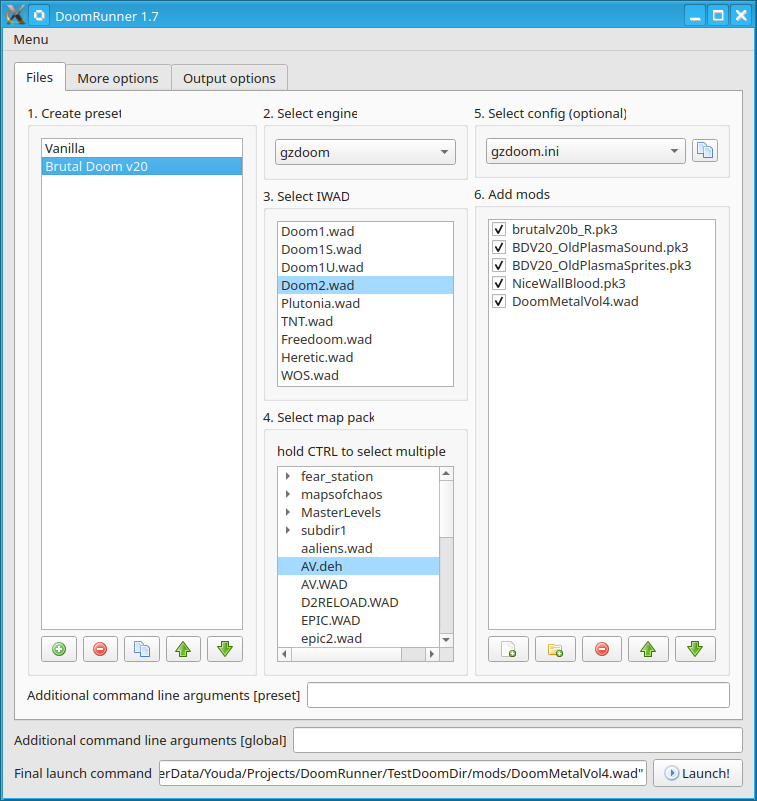 DoomRunner 1.7
Menu
Files
More options
Output options
1. Create preset
Vanilla
Brutal Doom v20
2. Select engine
gzdoom
3. Select IWAD
Doom1.wad
Doom1S.wad
Doom1U.wad
Doom2.wad
Plutonia.wad
TNT.wad
Freedoom.wad
Heretic.wad
WOS.wad
4. Select map pack
hold CTRL to select multiple
fear_station
mapsofchaos
MasterLevels
subdir1
aaliens.wad
AV.deh
AV.WAD
D2RELOAD.WAD
EPIC.WAD
epic2.wad
5. Select config (optional)
gzdoom.ini
6. Add mods
brutalv20b_R.pk3
BDV20_OldPlasmaSound.pk3
BDV20_OldPlasmaSprites.pk3
NiceWallBlood.pk3
DoomMetalVol4.wad
Additional command line arguments [preset]
Additional command line arguments [global]
Final launch command erData/Youda/Projects/DoomRunner/TestDoomDir/mods/DoomMetalVol4.wad"
Launch!